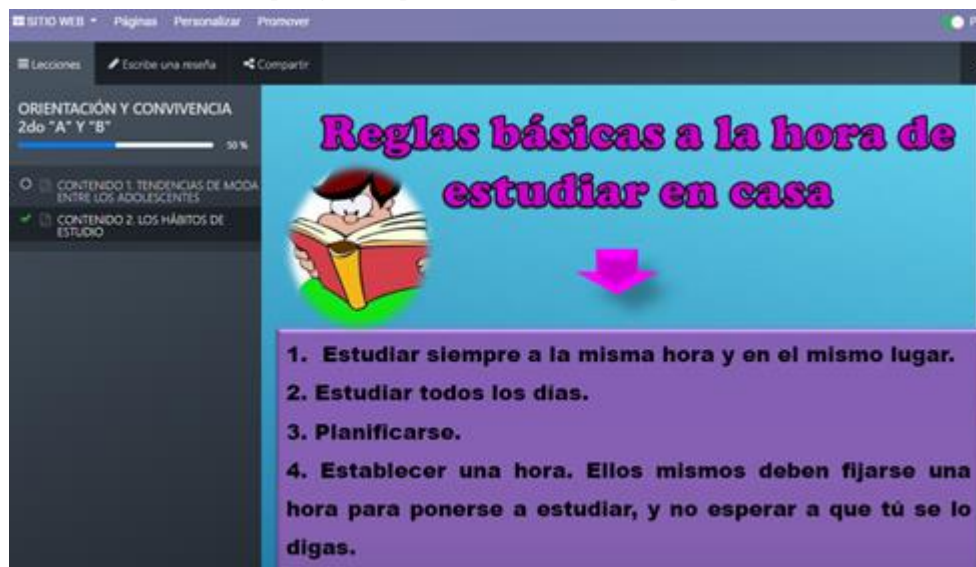 SITIO WEB Páginas Personalizar Promover
Lecciones Escribe una reseña Compartir
ORIENTACIÓN Y CONVIVENCIA
2do "A" Y "B"
50 %
CONTENIDO 1. TENDENCIAS DE MODA
ENTRE LOS ADOLESCENTES
CONTENIDO 2. LOS HÁBITOS DE
ESTUDIO
Reglas básicas a la hora de
estudiar en casa
1. Estudiar siempre a la misma hora y en el mismo lugar.
2. Estudiar todos los días.
3. Planificarse.
4. Establecer una hora. Ellos mismos deben fijarse una
hora para ponerse a estudiar, y no esperar a que tú se lo
digas.